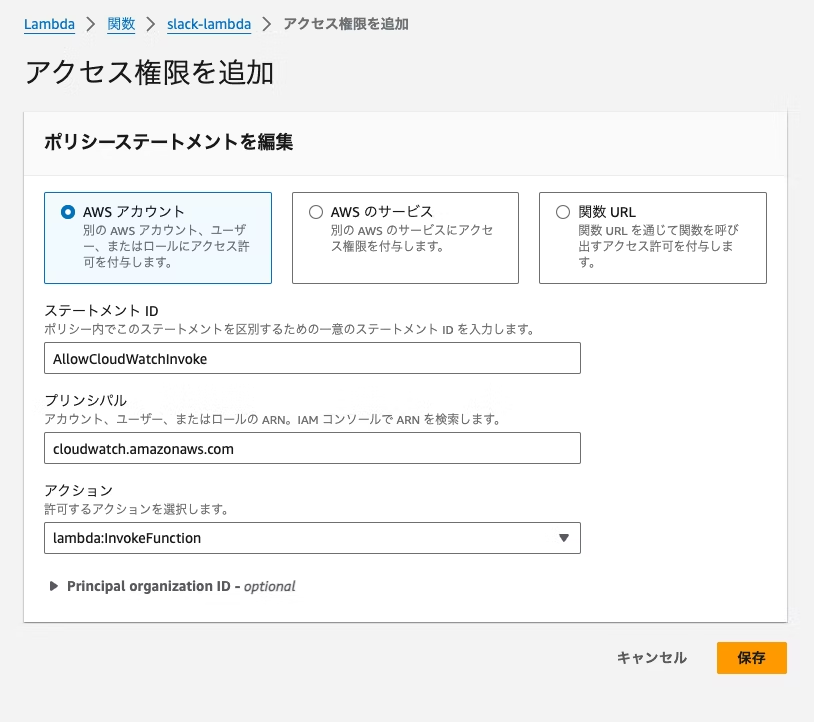 Lambda > 関数 > slack-lambda > アクセス権限を追加
アクセス権限を追加
ポリシーステートメントを編集
AWS アカウント
別の AWS アカウント、ユーザ
ー、またはロールにアクセス許
可を付与します。
AWS のサービス
別の AWS のサービスにアクセ
ス権限を付与します。
関数 URL
関数 URL を通じて関数を呼び
出すアクセス許可を付与しま
す。
ステートメント ID
ポリシー内でこのステートメントを区別するための一意のステートメント ID を入力します。
AllowCloudWatchInvoke
プリンシパル
アカウント、ユーザー、またはロールの ARN。IAM コンソールで ARN を検索します。
cloudwatch.amazonaws.com
アクション
許可するアクションを選択します。
lambda:InvokeFunction
Principal organization ID - optional
キャンセル
保存